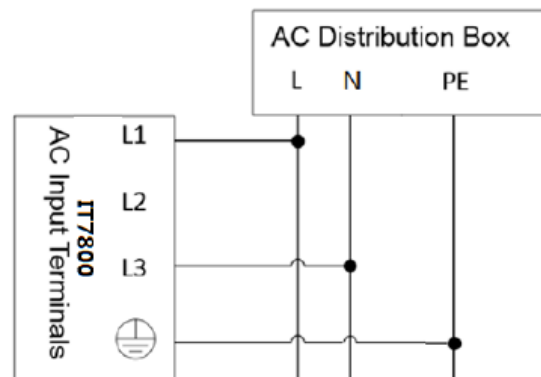 AC Distribution Box
L N PE
AC Input Terminals
IT7800
L1
L2
L3